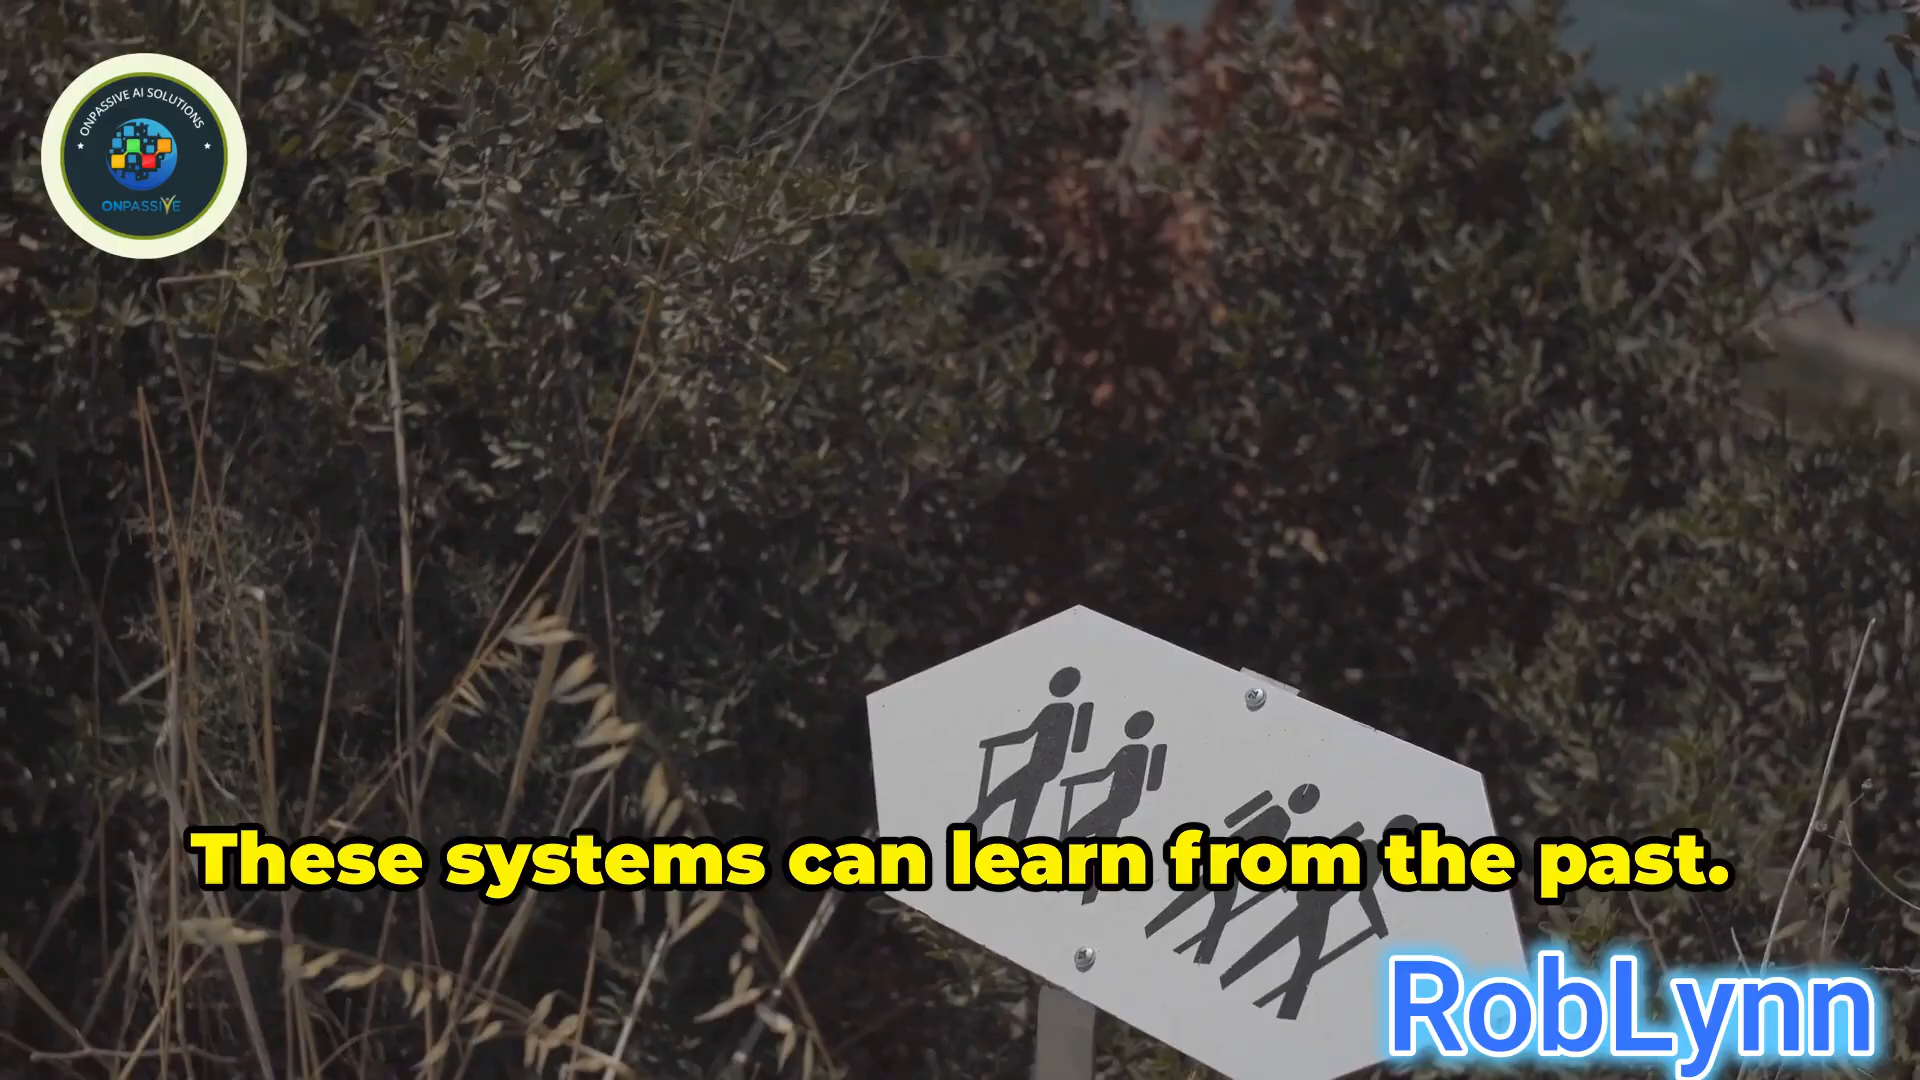 ONPASSIVE AI SOLUTIONS
ONPASSIVE
These systems can learn from the past.
RobLynn